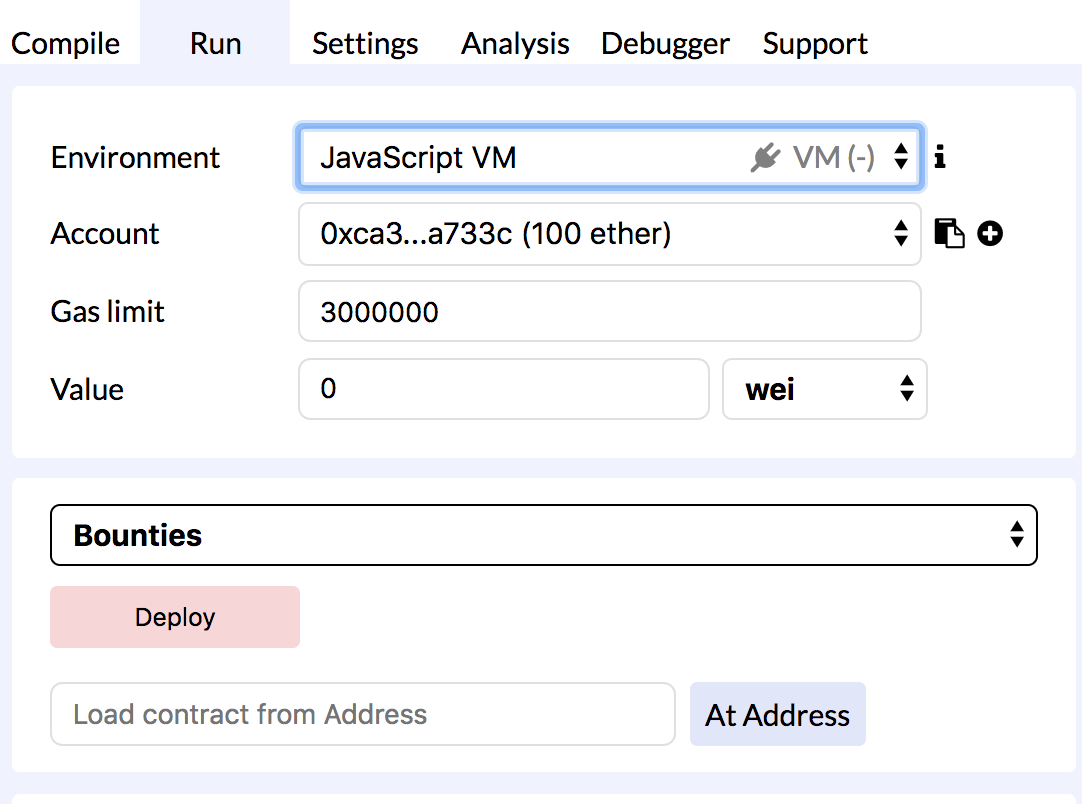 Compile Run Settings Analysis Debugger Support
Environment JavaScript VM VM (-)
Account 0xca3...a733c (100 ether)
Gas limit 3000000
Value 0 wei
Bounties
Deploy
Load contract from Address At Address